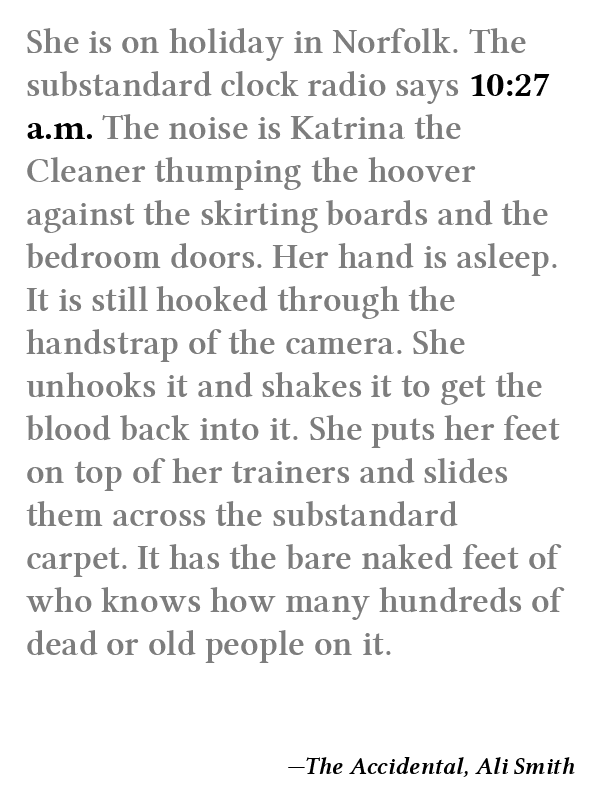 She is on holiday in Norfolk. The
substandard clock radio says 10:27
a.m. The noise is Katrina the
Cleaner thumping the hoover
against the skirting boards and the
bedroom doors. Her hand is asleep.
It is still hooked through the
handstrap of the camera. She
unhooks it and shakes it to get the
blood back into it. She puts her feet
on top of her trainers and slides
them across the substandard
carpet. It has the bare naked feet of
who knows how many hundreds of
dead or old people on it.
—The Accidental, Ali Smith